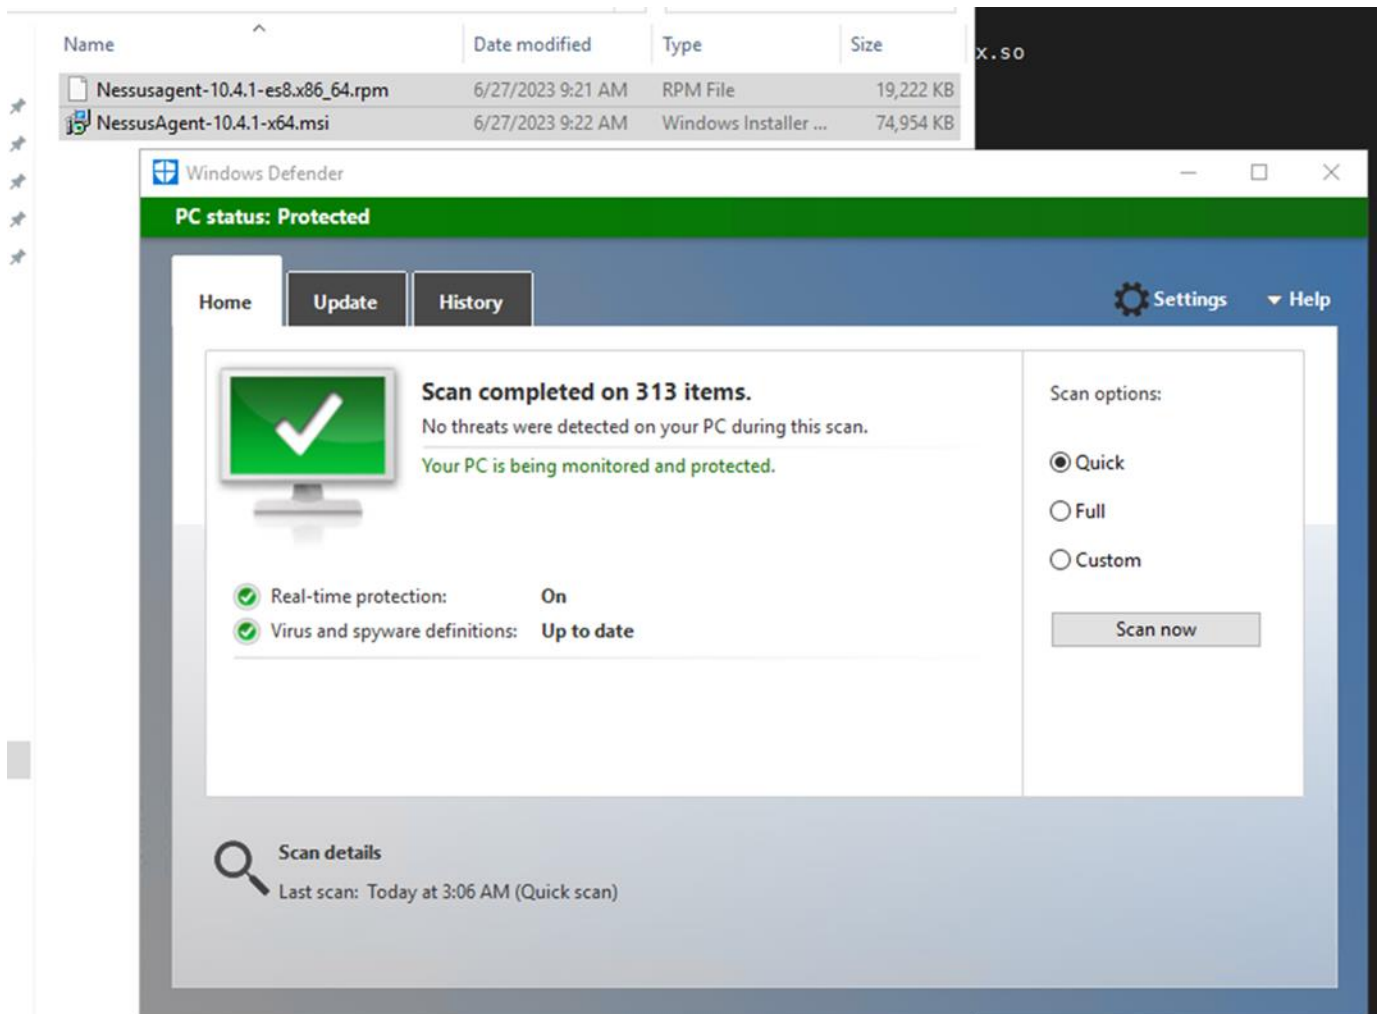 Name Date modified Type Size
x.so
Nessusagent-10.4.1-es8.x86_64.rpm 6/27/2023 9:21 AM RPM File 19,222 KB
NessusAgent-10.4.1-x64.msi 6/27/2023 9:22 AM Windows Installer ... 74,954 KB
Windows Defender
PC status: Protected
Home Update History Settings Help
Scan completed on 313 items.
No threats were detected on your PC during this scan.
Your PC is being monitored and protected.
Real-time protection: On
Virus and spyware definitions: Up to date
Scan options:
Quick
Full
Custom
Scan now
Scan details
Last scan: Today at 3:06 AM (Quick scan)